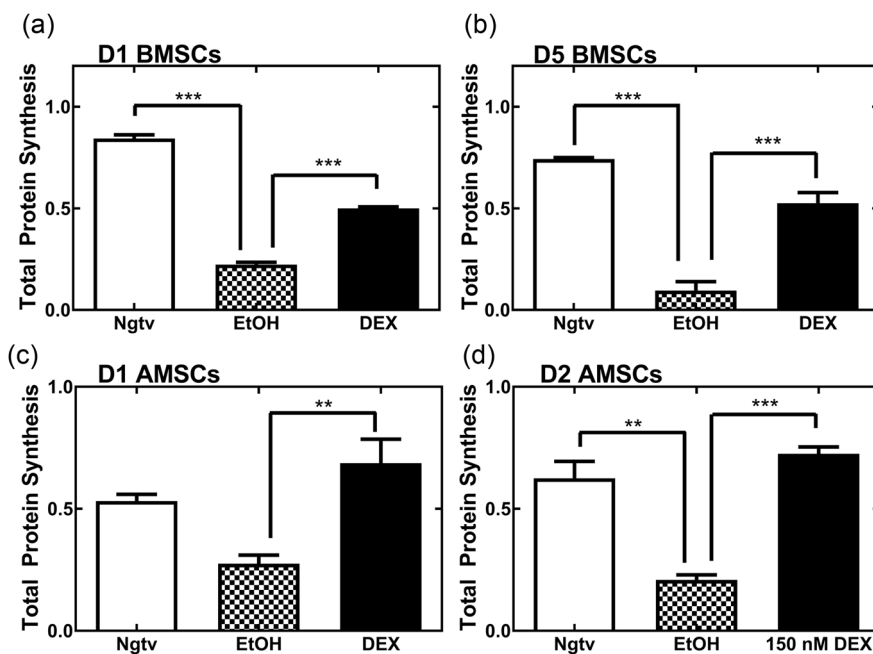 (a)
D1 BMSCs
Total Protein Synthesis
1.0
0.5
0.0
***
***
Ngtv EtOH DEX
(b)
D5 BMSCs
Total Protein Synthesis
1.0
0.5
0.0
***
***
Ngtv EtOH DEX
(c)
D1 AMSCs
Total Protein Synthesis
1.0
0.5
0.0
**
Ngtv EtOH DEX
(d)
D2 AMSCs
Total Protein Synthesis
1.0
0.5
0.0
**
***
Ngtv EtOH 150 nM DEX